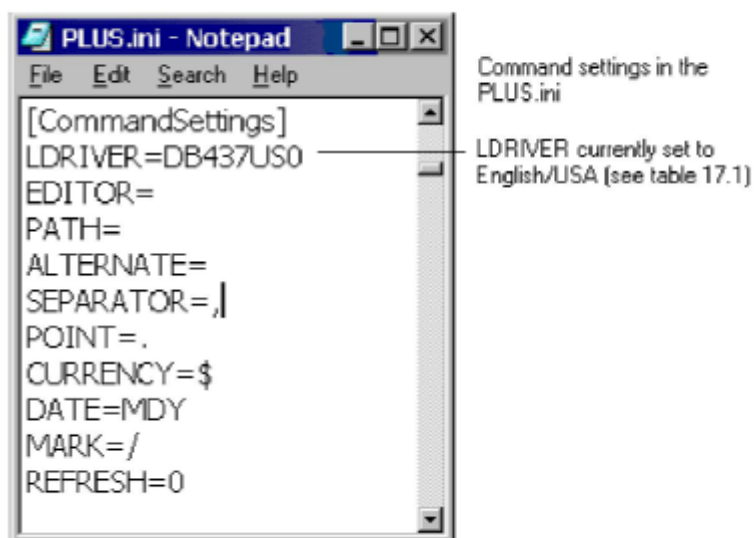 PLUS.ini - Notepad
File Edit Search Help
[CommandSettings]
LDRIVER=DB437US0
EDITOR=
PATH=
ALTERNATE=
SEPARATOR=,
POINT=.
CURRENCY=$
DATE=MDY
MARK=/
REFRESH=0
Command settings in the
PLUS.ini
LDRIVER currently set to
English/USA (see table 17.1)